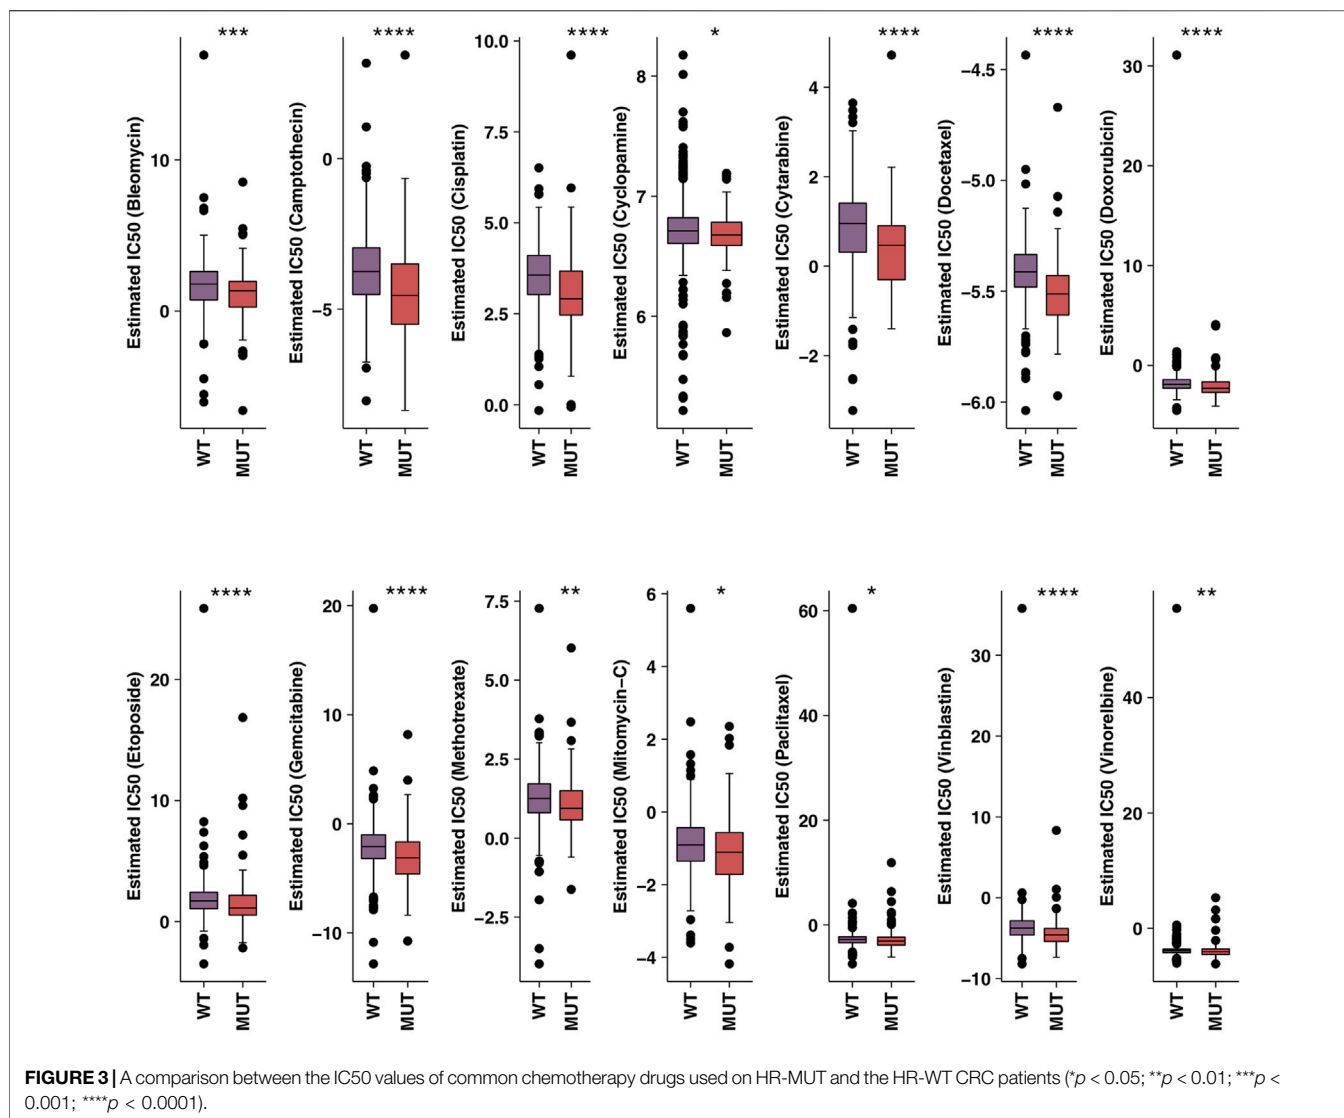 ***
Estimated IC50 (Bleomycin)
10
0
WT
MUT
****
Estimated IC50 (Camptothecin)
0
−5
WT
MUT
****
Estimated IC50 (Cisplatin)
10.0
7.5
5.0
2.5
0.0
WT
MUT
*
Estimated IC50 (Cyclopamine)
8
7
6
WT
MUT
****
Estimated IC50 (Cytarabine)
4
2
0
−2
WT
MUT
****
Estimated IC50 (Docetaxel)
−4.5
−5.0
−5.5
−6.0
WT
MUT
****
Estimated IC50 (Doxorubicin)
30
20
10
0
WT
MUT
****
Estimated IC50 (Etoposide)
20
10
0
WT
MUT
****
Estimated IC50 (Gemcitabine)
20
10
0
−10
WT
MUT
**
Estimated IC50 (Methotrexate)
7.5
5.0
2.5
0.0
−2.5
WT
MUT
*
Estimated IC50 (Mitomycin−C)
6
4
2
0
−2
−4
WT
MUT
*
Estimated IC50 (Paclitaxel)
60
40
20
0
WT
MUT
****
Estimated IC50 (Vinblastine)
30
20
10
0
−10
WT
MUT
**
Estimated IC50 (Vinorelbine)
40
20
0
WT
MUT
FIGURE 3 | A comparison between the IC50 values of common chemotherapy drugs used on HR-MUT and the HR-WT CRC patients (*p < 0.05; **p < 0.01; ***p <
0.001; ****p < 0.0001).